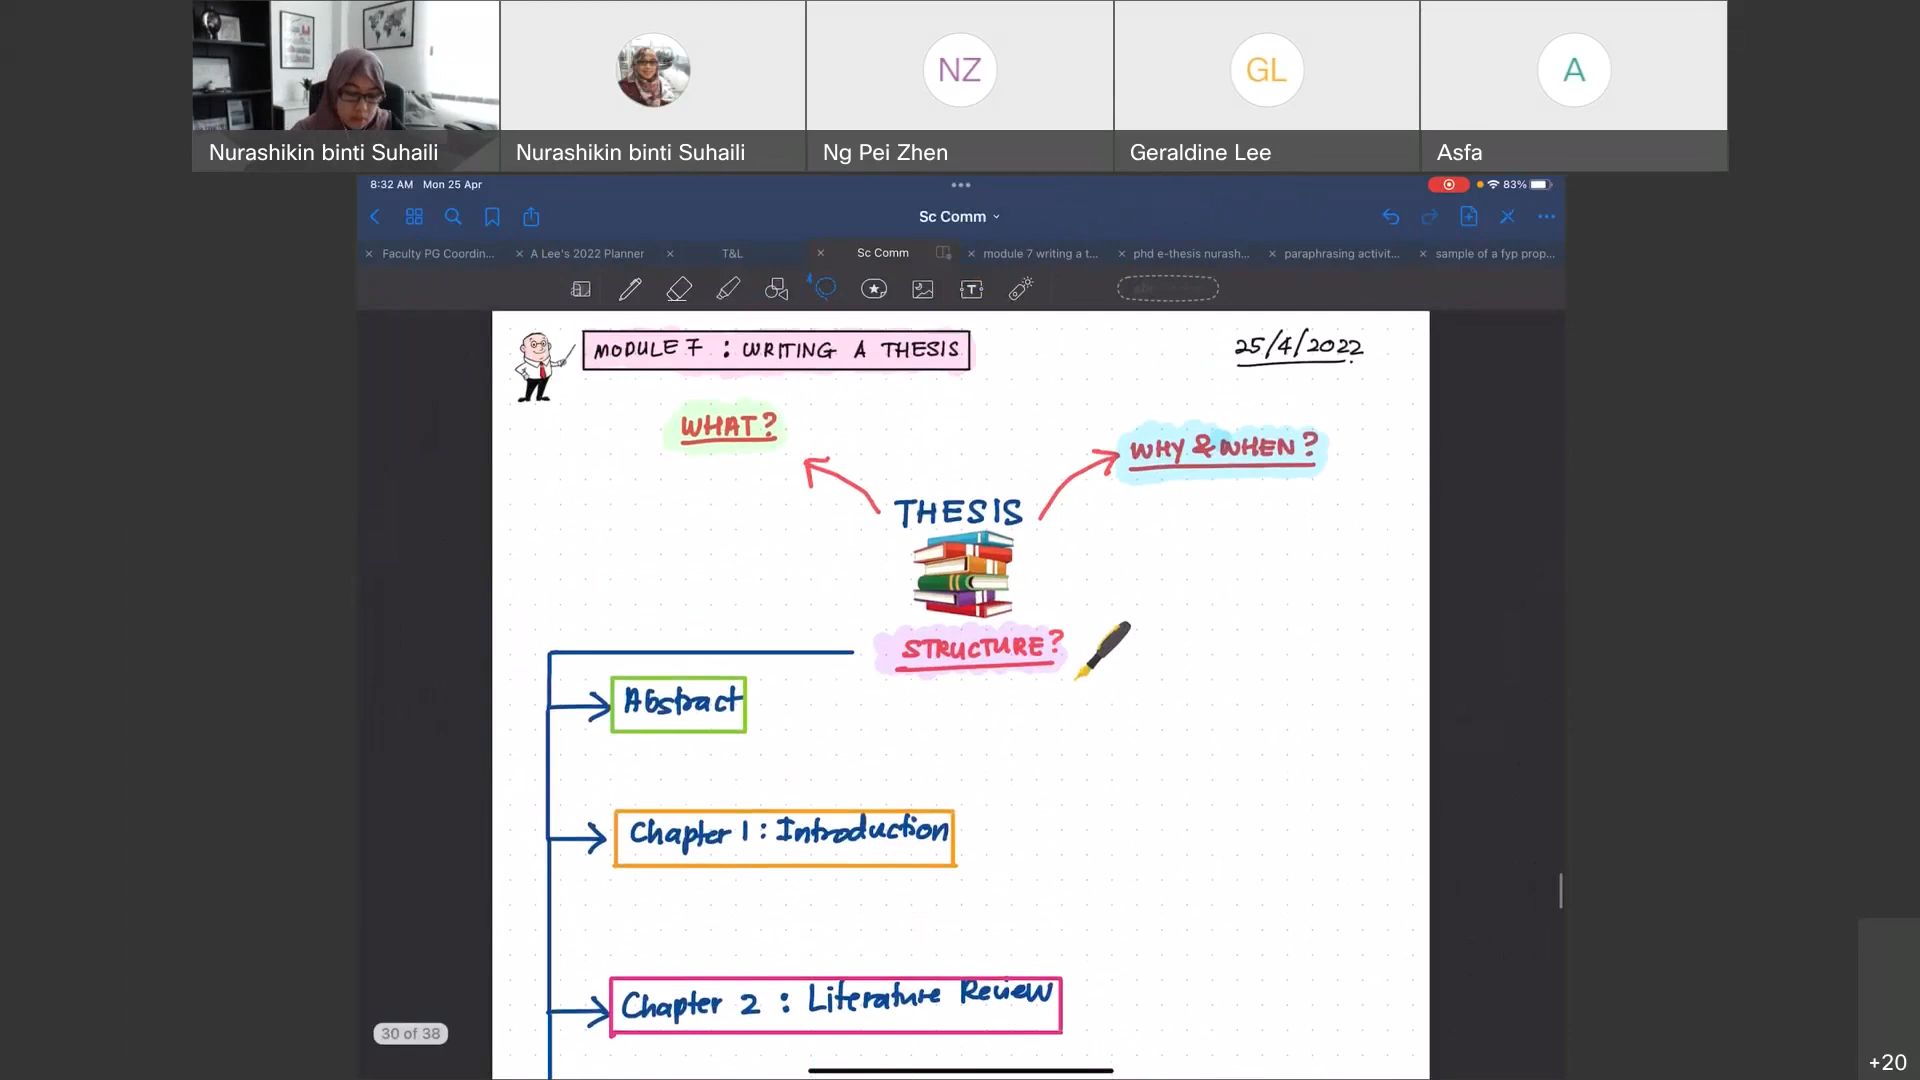 Nurashikin binti Suhaili
Nurashikin binti Suhaili
NZ
Ng Pei Zhen
GL
Geraldine Lee
A
Asfa
8:32 AM Mon 25 Apr
83%
Sc Comm
Faculty PG Coordin...
A Lee's 2022 Planner
T&L
Sc Comm
module 7 writing a t...
phd e-thesis nurash...
paraphrasing activit...
sample of a fyp prop...
MODULE 7 : WRITING A THESIS
25/4/2022
WHAT?
WHY & WHEN?
THESIS
STRUCTURE?
Abstract
Chapter 1 : Introduction
Chapter 2 : Literature Review
30 of 38
+20